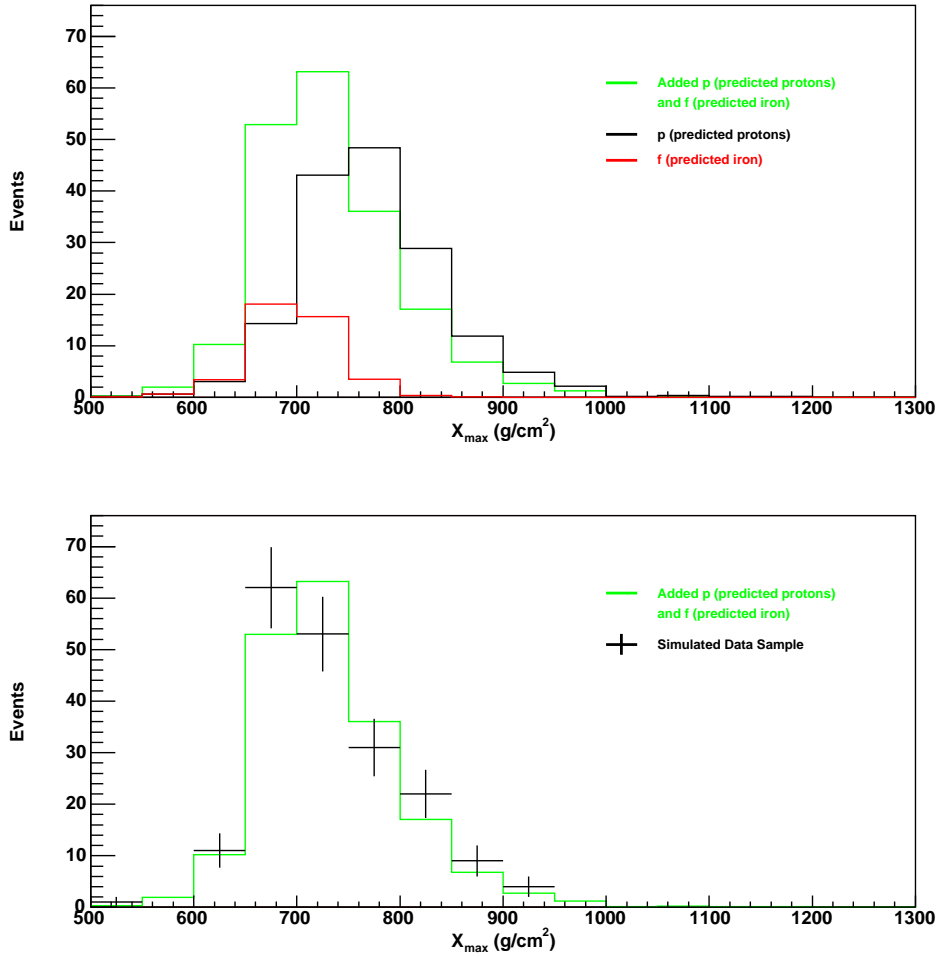 70
60
50
40
30
20
10
0
Events
500 600 700 800 900 1000 1100 1200 1300
X_max (g/cm²)
Added p (predicted protons)
and f (predicted iron)
p (predicted protons)
f (predicted iron)
70
60
50
40
30
20
10
0
Events
500 600 700 800 900 1000 1100 1200 1300
X_max (g/cm²)
Added p (predicted protons)
and f (predicted iron)
Simulated Data Sample